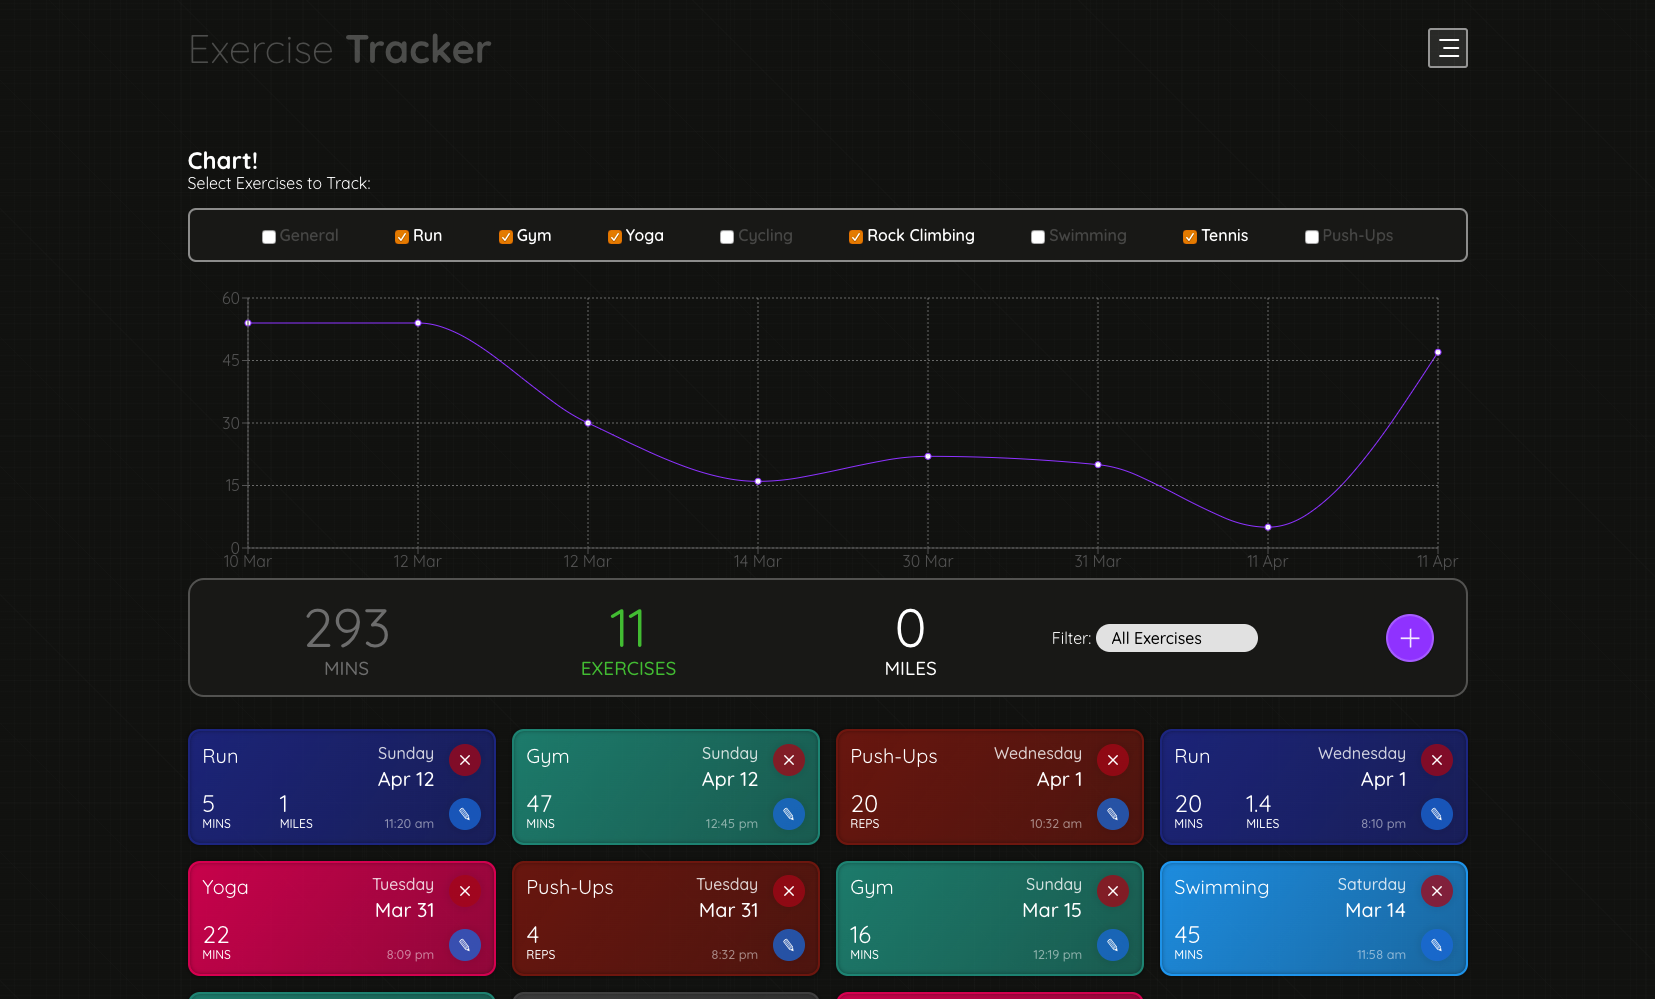 Exercise Tracker
Chart!
Select Exercises to Track:
General Run Gym Yoga Cycling Rock Climbing Swimming Tennis Push-Ups
60
45
30
15
0
10 Mar 12 Mar 12 Mar 14 Mar 30 Mar 31 Mar 11 Apr 11 Apr
293 11 0
Filter: All Exercises
MINS EXERCISES MILES
Run Sunday
Apr 12
5 1
MINS MILES 11:20 am
Gym Sunday
Apr 12
47
MINS 12:45 pm
Push-Ups Wednesday
Apr 1
20
REPS 10:32 am
Run Wednesday
Apr 1
20 1.4
MINS MILES 8:10 pm
Yoga Tuesday
Mar 31
22
MINS 8:09 pm
Push-Ups Tuesday
Mar 31
4
REPS 8:32 pm
Gym Sunday
Mar 15
16
MINS 12:19 pm
Swimming Saturday
Mar 14
45
MINS 11:58 am